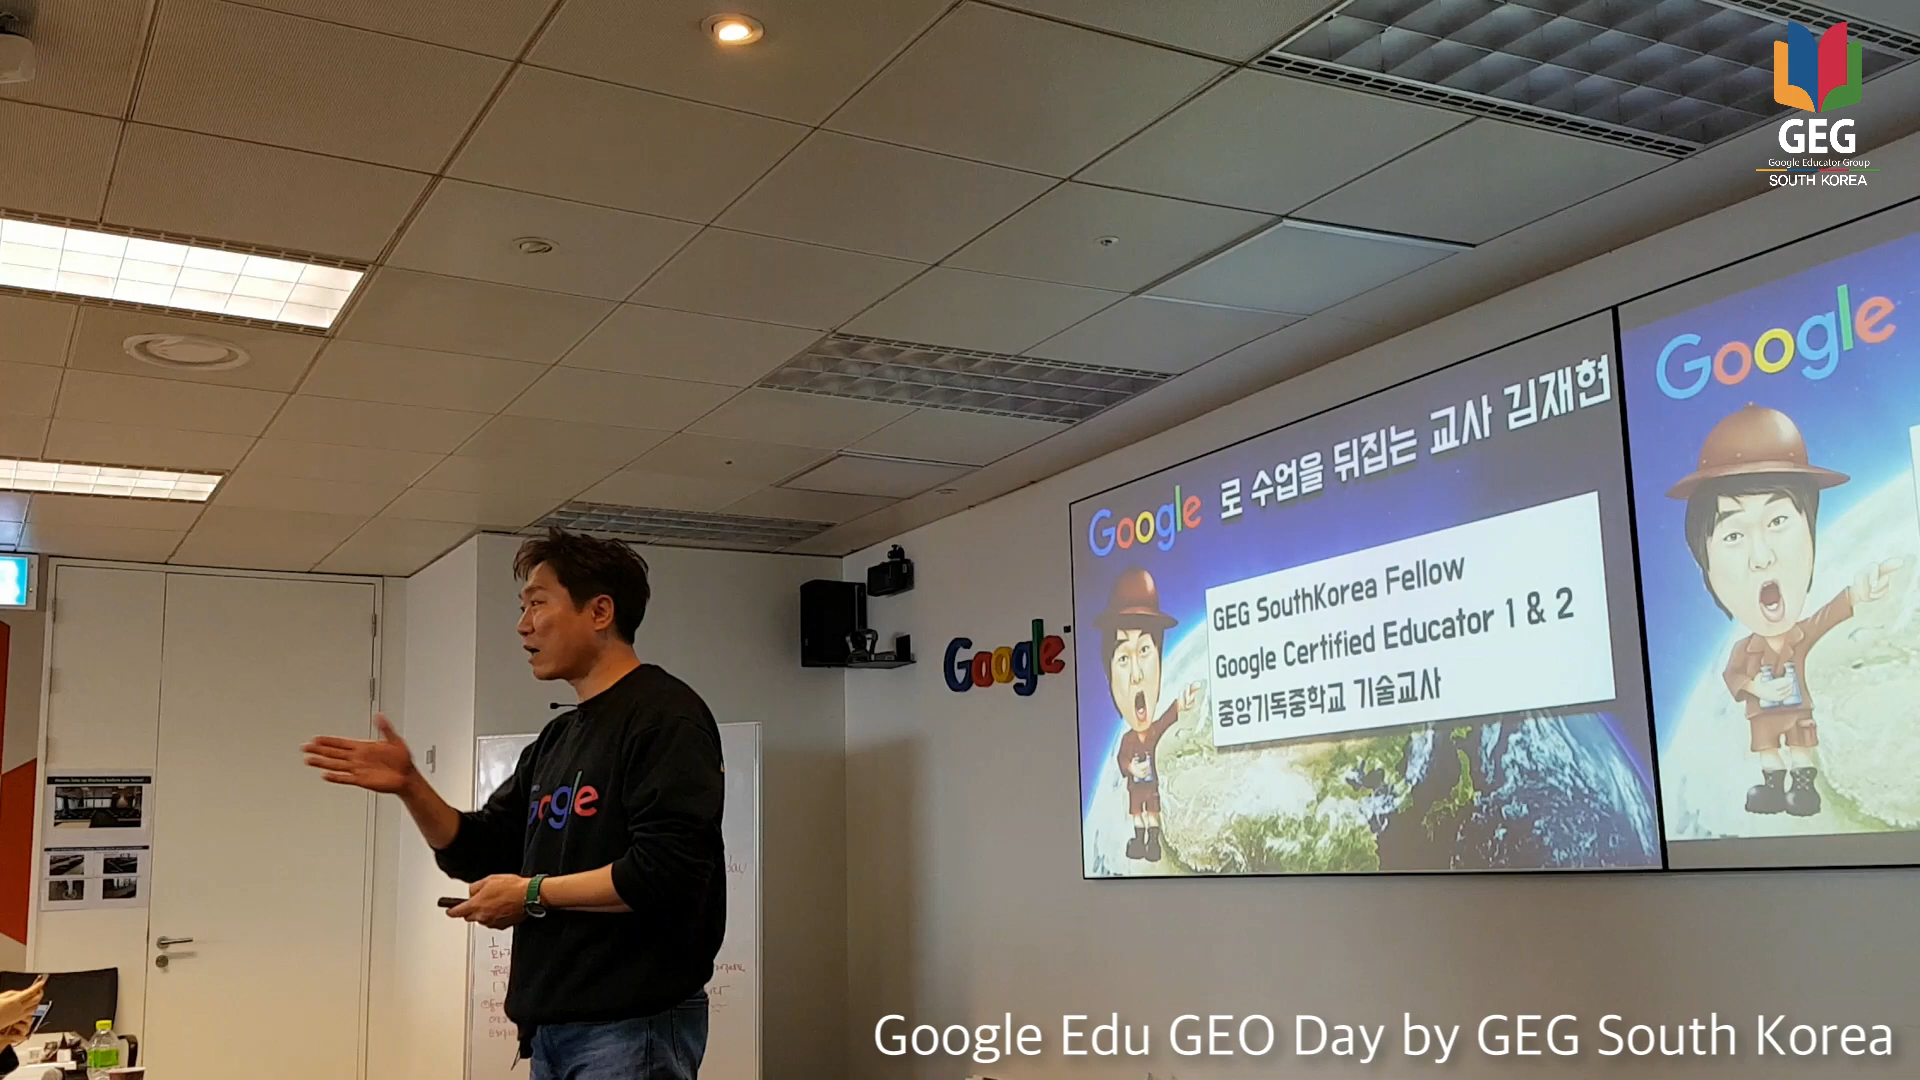 GEG
Google Educator Group
SOUTH KOREA
Google 로 수업을 뒤집는 교사 김재현
GEG SouthKorea Fellow
Google Certified Educator 1 & 2
중앙기독중학교 기술교사
Google
Google
Google
Google Edu GEO Day by GEG South Korea